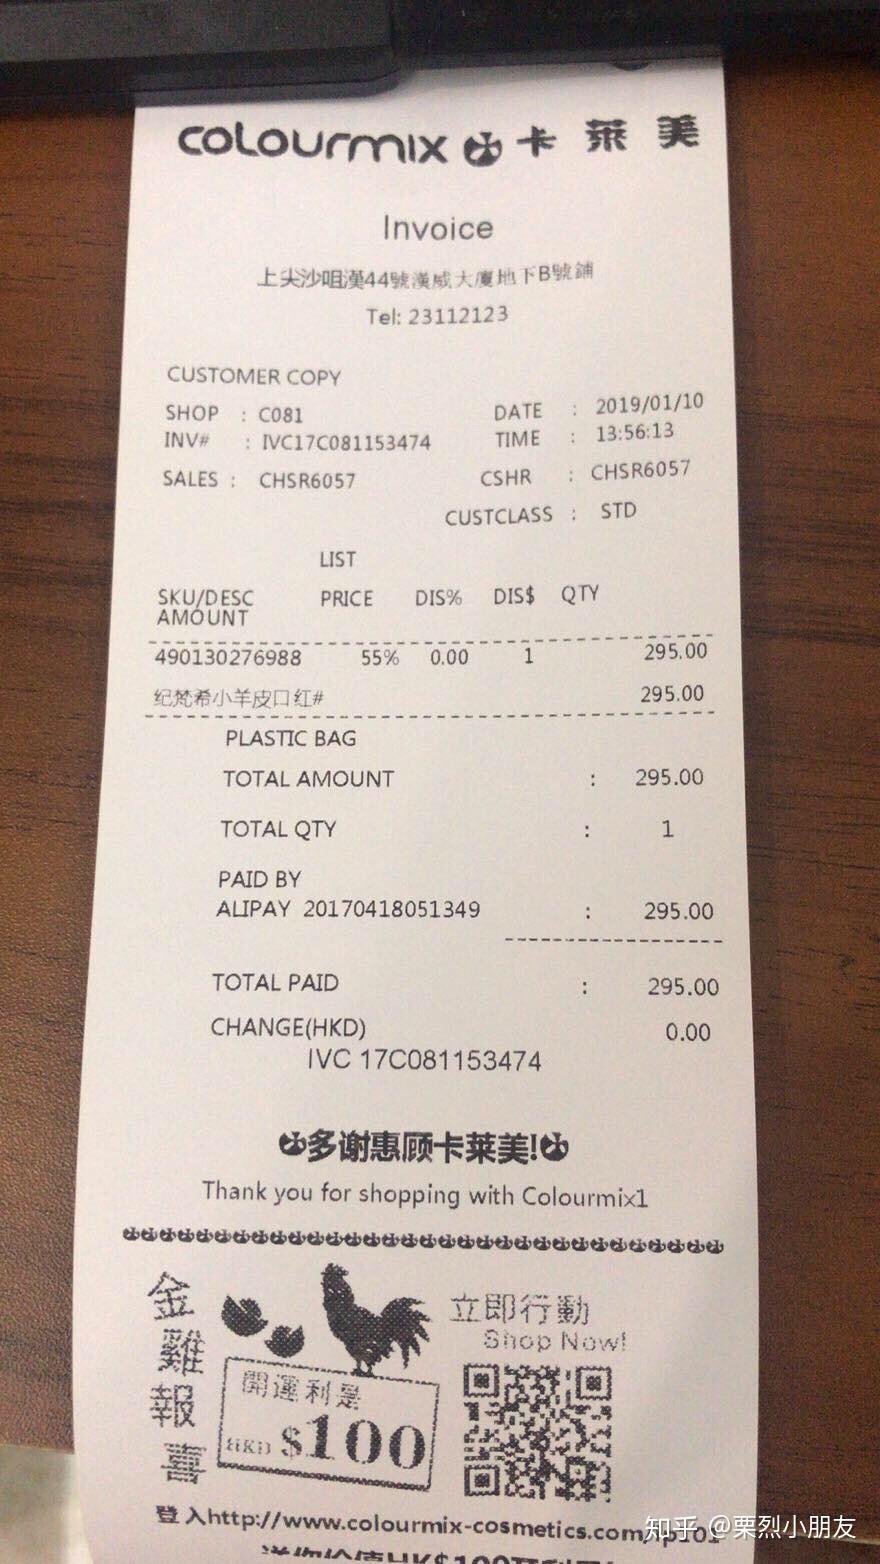 colourmix 卡萊美
Invoice
上尖沙咀漢44號漢威大廈地下B號鋪
Tel: 23112123
CUSTOMER COPY
SHOP : C081 DATE : 2019/01/10
INV# : IVC17C081153474 TIME : 13:56:13
SALES : CHSR6057 CSHR : CHSR6057
CUSTCLASS : STD
LIST
SKU/DESC PRICE DIS% DIS$ QTY
AMOUNT
490130276988 55% 0.00 1 295.00
纪梵希小羊皮口红# 295.00
PLASTIC BAG
TOTAL AMOUNT : 295.00
TOTAL QTY : 1
PAID BY
ALIPAY 20170418051349 : 295.00
TOTAL PAID : 295.00
CHANGE(HKD) 0.00
IVC 17C081153474
多谢惠顾卡莱美!
Thank you for shopping with Colourmix1
金雞報喜
立即行動
Shop Now!
開運利是
HKD $100
登入http://www.colourmix-cosmetics.com/lpr01
知乎 @栗烈小朋友